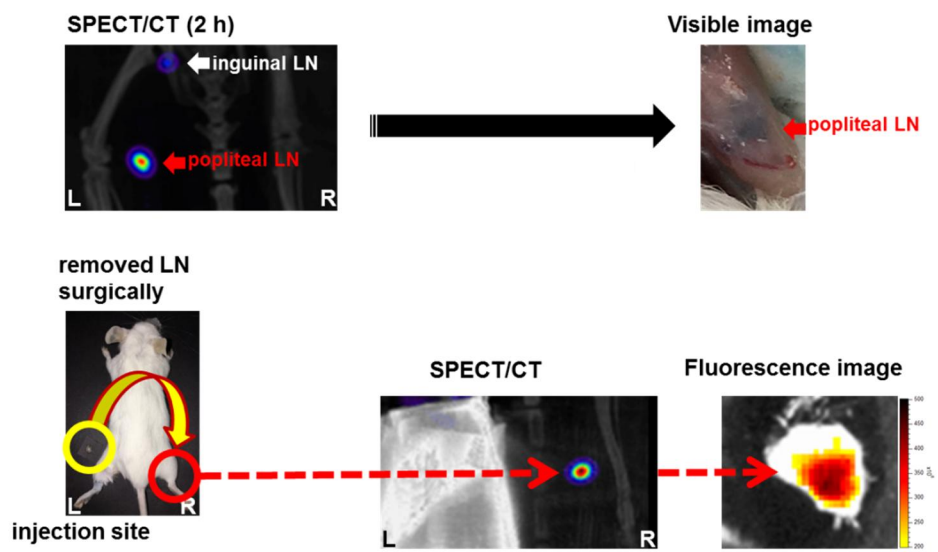 SPECT/CT (2 h)
Visible image
inguinal LN
popliteal LN
popliteal LN
L
R
removed LN
surgically
SPECT/CT
Fluorescence image
500
450
400
350
300
250
200
L
R
L
R
injection site